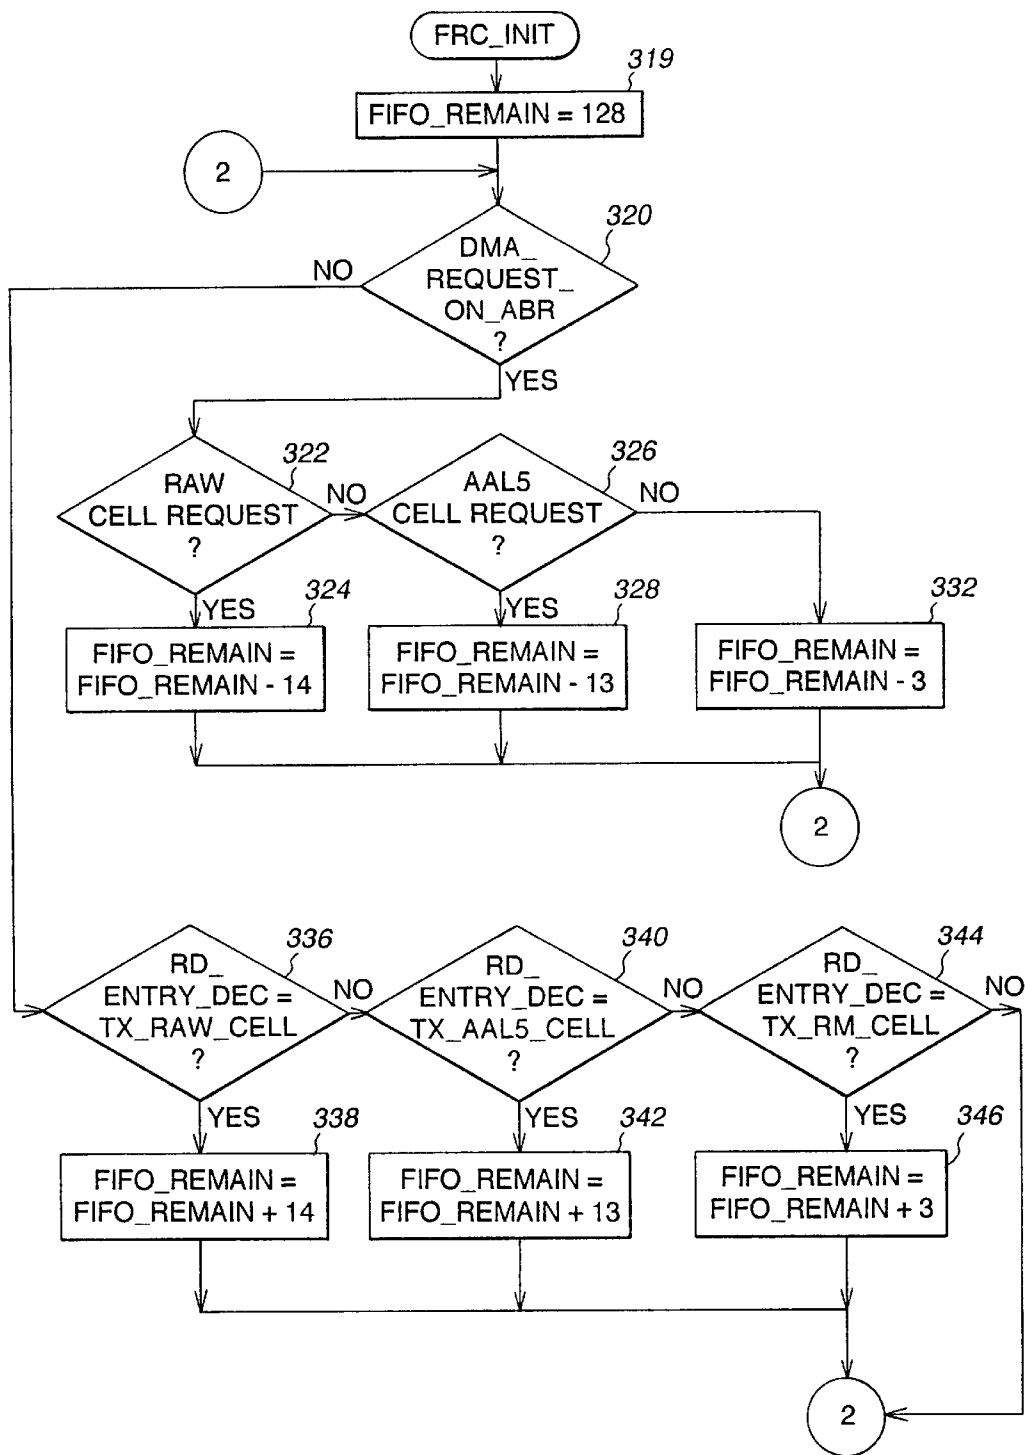 FRC_INIT
319
FIFO_REMAIN = 128
2
320
DMA_
REQUEST_
ON_ABR
?
NO
YES
322
RAW
CELL REQUEST
?
NO
YES
326
AAL5
CELL REQUEST
?
NO
YES
324
FIFO_REMAIN =
FIFO_REMAIN - 14
328
FIFO_REMAIN =
FIFO_REMAIN - 13
332
FIFO_REMAIN =
FIFO_REMAIN - 3
2
336
RD_
ENTRY_DEC =
TX_RAW_CELL
?
NO
YES
340
RD_
ENTRY_DEC =
TX_AAL5_CELL
?
NO
YES
344
RD_
ENTRY_DEC =
TX_RM_CELL
?
NO
YES
338
FIFO_REMAIN =
FIFO_REMAIN + 14
342
FIFO_REMAIN =
FIFO_REMAIN + 13
346
FIFO_REMAIN =
FIFO_REMAIN + 3
2